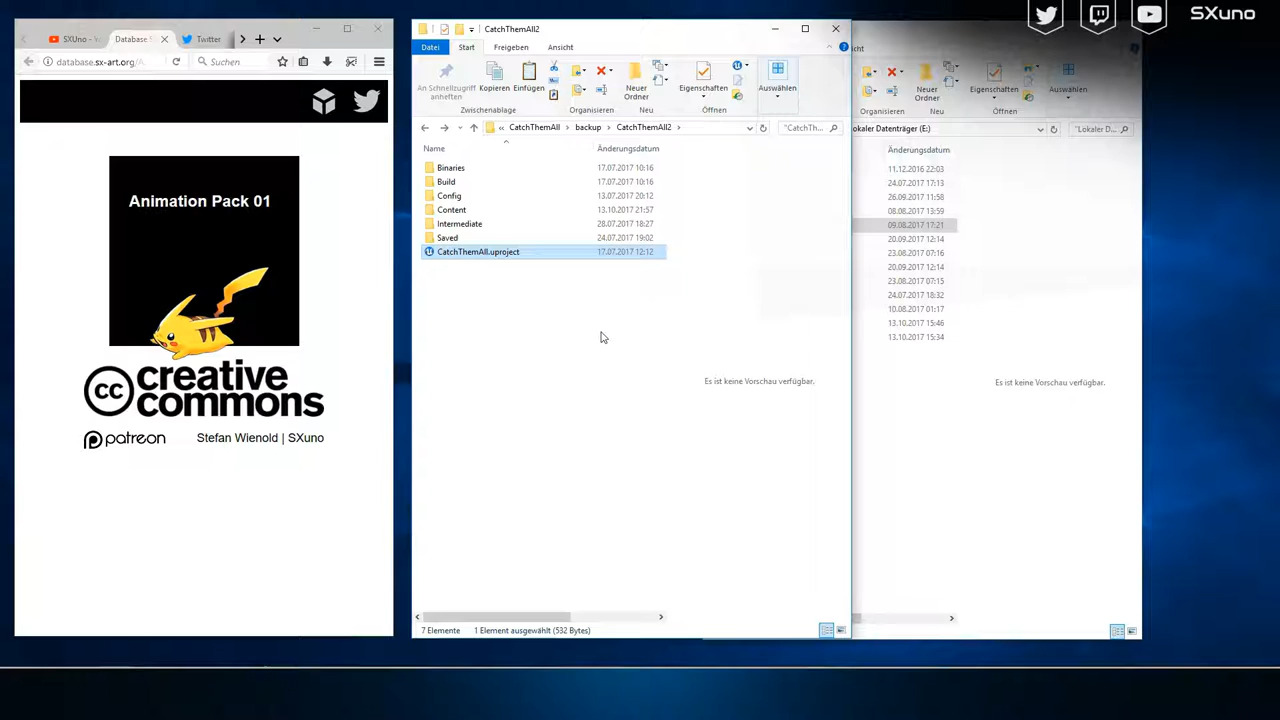 SXuno
SXUno - Yo
Database S
Twitter
database.sx-art.org/A
Suchen
Animation Pack 01
cc creative
commons
patreon
Stefan Wienold | SXuno
CatchThemAll2
Datei
Start
Freigeben
Ansicht
An Schnellzugriff
anheften
Kopieren
Einfügen
Neuer
Ordner
Eigenschaften
Auswählen
Zwischenablage
Organisieren
Neu
Öffnen
« CatchThemAll > backup > CatchThemAll2 >
"CatchTh...
Name
Änderungsdatum
Binaries 17.07.2017 10:16
Build 17.07.2017 10:16
Config 13.07.2017 20:12
Content 13.10.2017 21:57
Intermediate 28.07.2017 18:27
Saved 24.07.2017 19:02
CatchThemAll.uproject 17.07.2017 12:12
Es ist keine Vorschau verfügbar.
7 Elemente 1 Element ausgewählt (532 Bytes)
icht
Neuer
Ordner
Eigenschaften
Auswählen
Organisieren
Neu
Öffnen
Lokaler Datenträger (E:)
"Lokaler D...
Änderungsdatum
11.12.2016 22:03
24.07.2017 17:13
26.09.2017 11:58
08.08.2017 13:59
09.08.2017 17:21
20.09.2017 12:14
23.08.2017 07:16
20.09.2017 12:14
23.08.2017 07:15
24.07.2017 18:32
10.08.2017 01:17
13.10.2017 15:46
13.10.2017 15:34
Es ist keine Vorschau verfügbar.